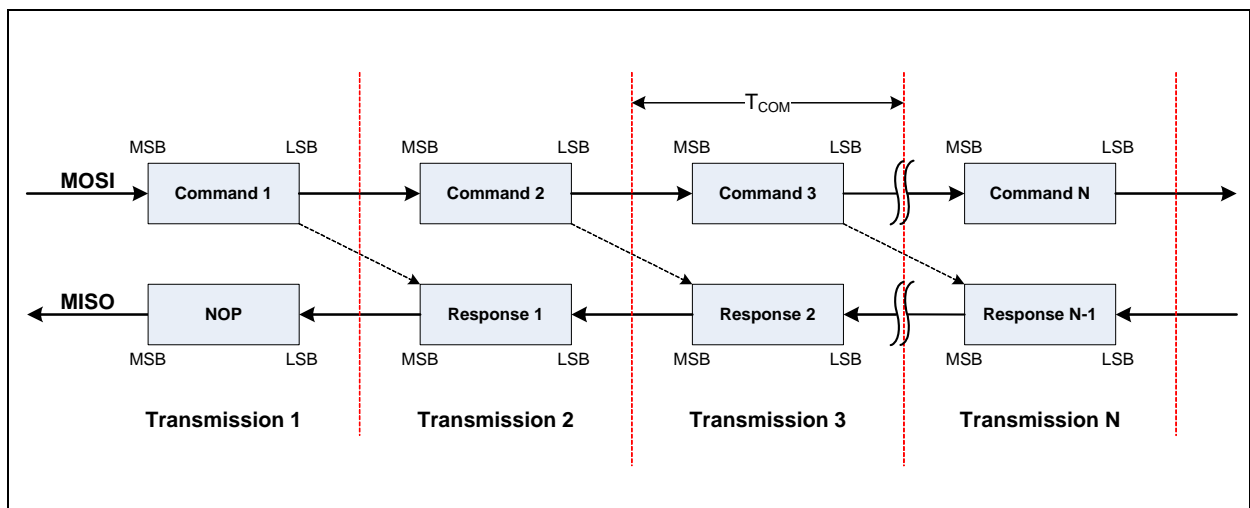 T_COM
MSB LSB MSB LSB MSB LSB MSB LSB
MOSI Command 1 Command 2 Command 3 Command N
MISO NOP Response 1 Response 2 Response N-1
MSB LSB MSB LSB MSB LSB MSB LSB
Transmission 1 Transmission 2 Transmission 3 Transmission N